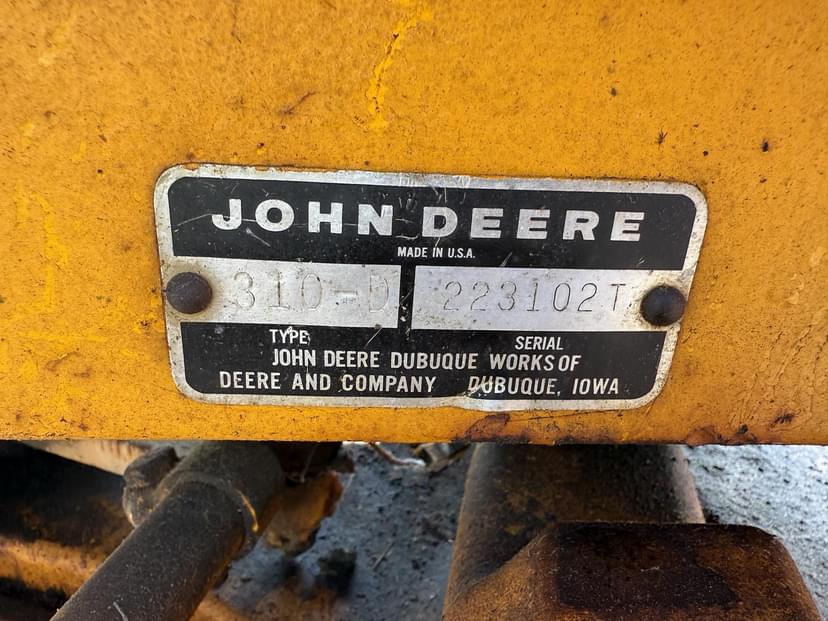 JOHN DEERE
MADE IN U.S.A.
310-D 223102T
TYPE SERIAL
JOHN DEERE DUBUQUE WORKS OF
DEERE AND COMPANY DUBUQUE, IOWA